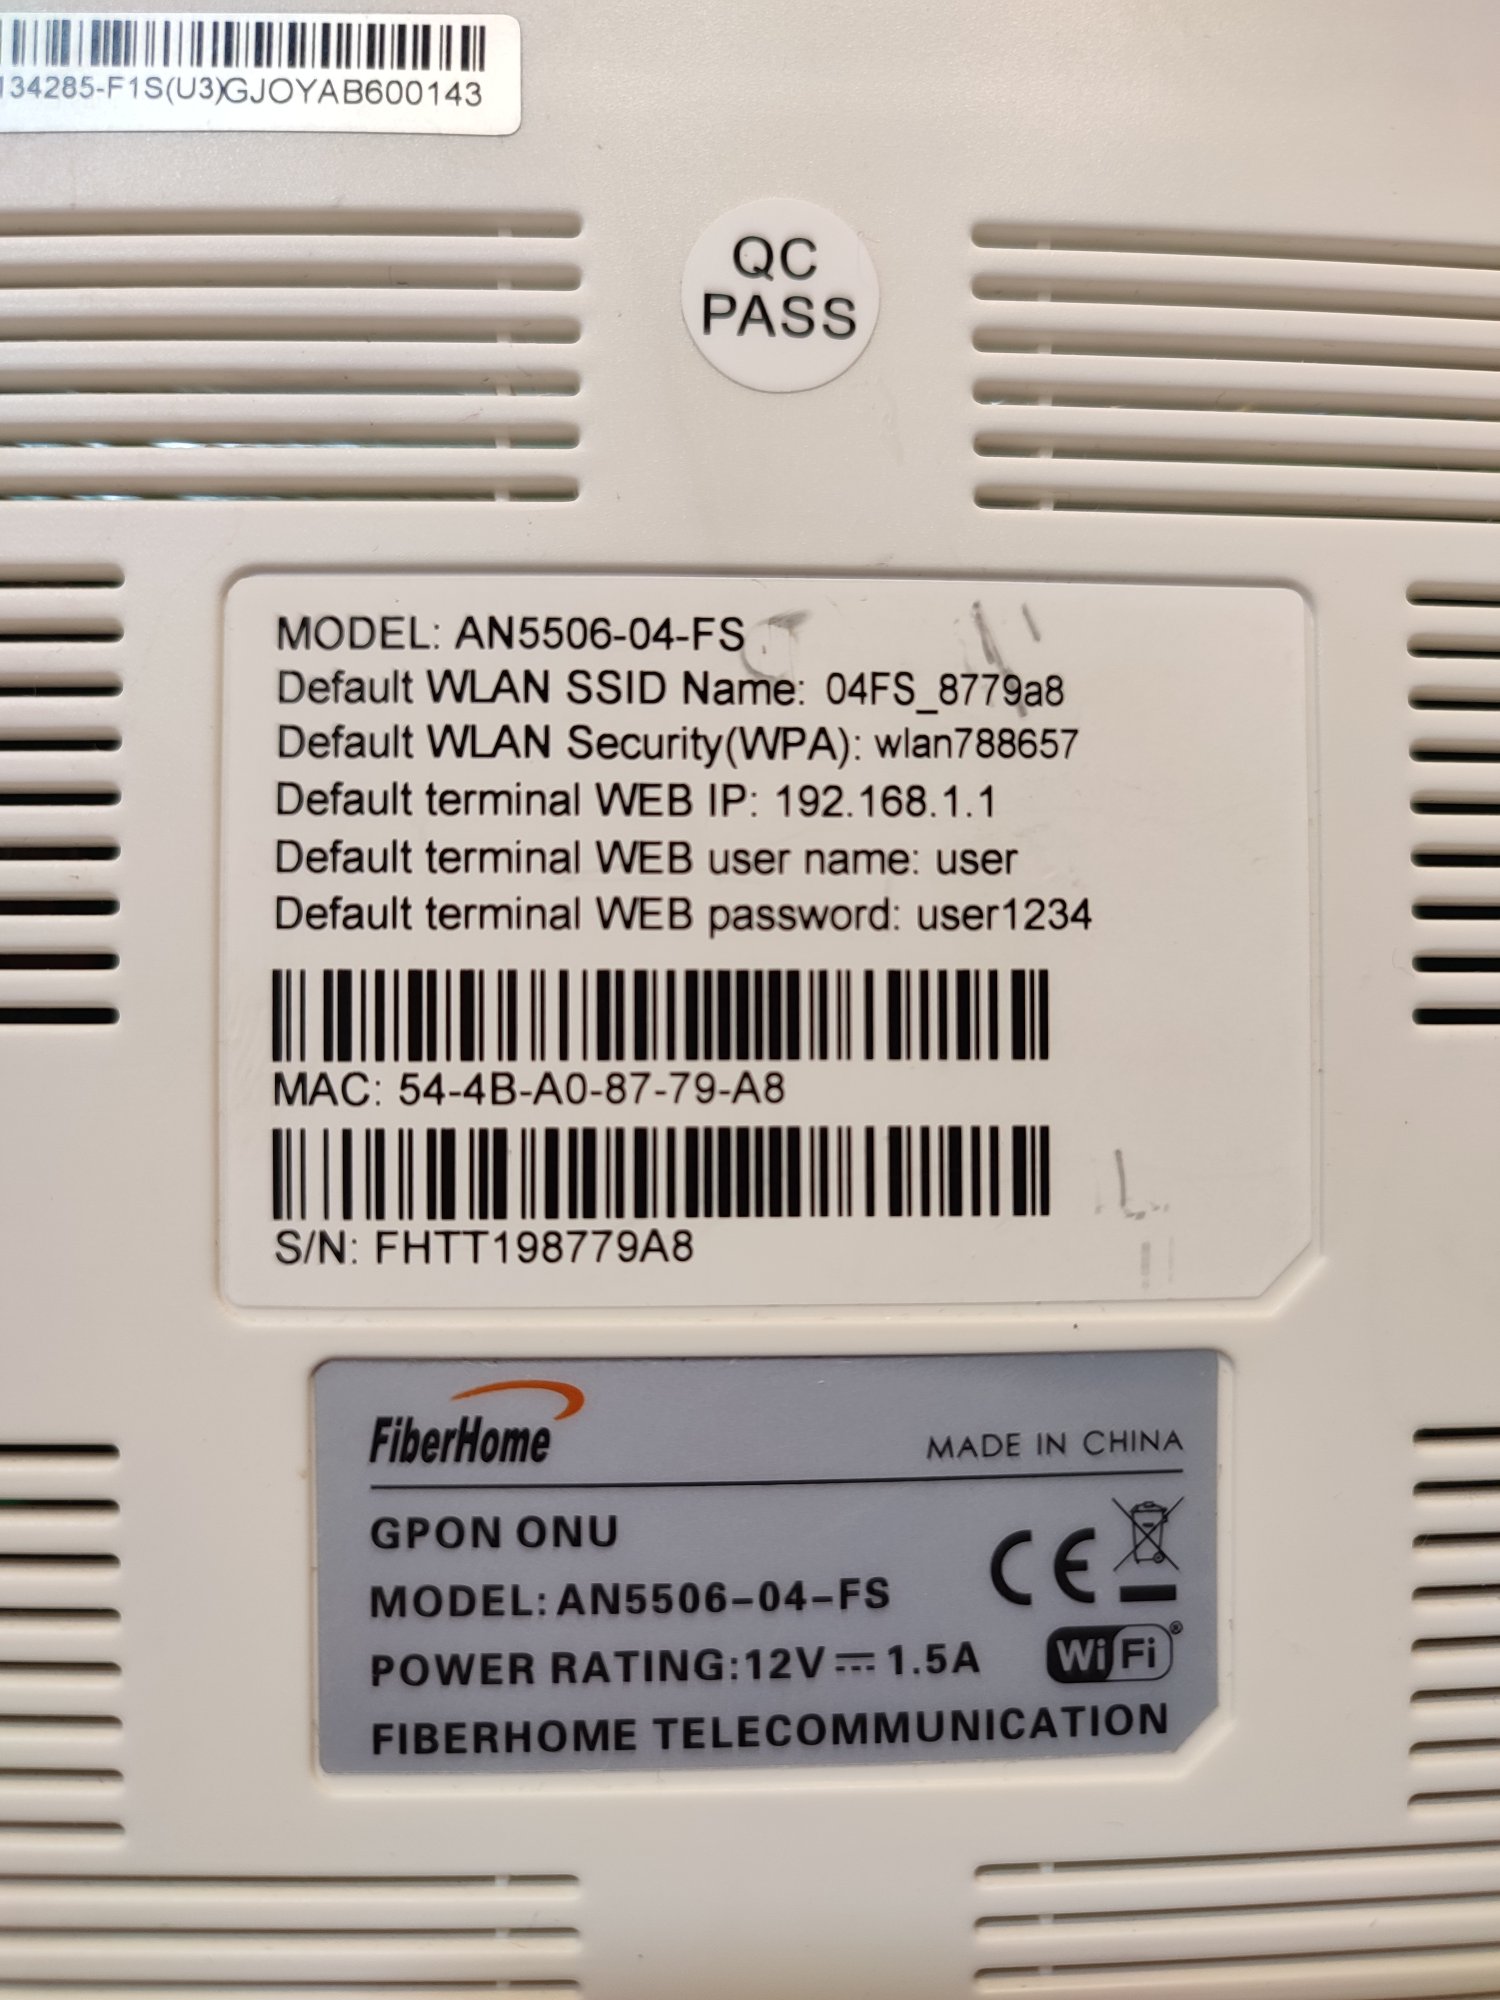 134285-F1S(U3)GJOYAB600143
QC
PASS
MODEL: AN5506-04-FS
Default WLAN SSID Name: 04FS_8779a8
Default WLAN Security(WPA): wlan788657
Default terminal WEB IP: 192.168.1.1
Default terminal WEB user name: user
Default terminal WEB password: user1234
MAC: 54-4B-A0-87-79-A8
S/N: FHTT198779A8
FiberHome
MADE IN CHINA
GPON ONU
CE
MODEL: AN5506-04-FS
POWER RATING:12V⎓1.5A
WiFi®
FIBERHOME TELECOMMUNICATION